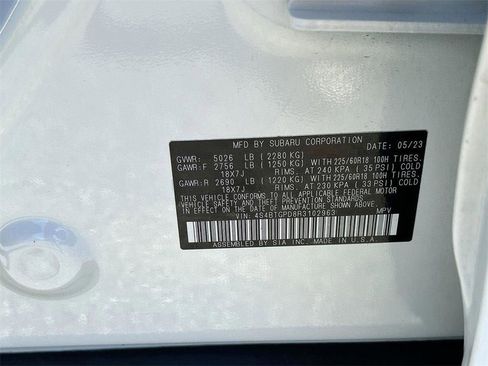 MFD BY SUBARU CORPORATION DATE: 05/23
GVWR: 5026 LB (2280 KG)
GAWR:F 2756 LB (1250 KG) WITH 225/60R18 100H TIRES.
18X7J RIMS. AT 240 KPA (35 PSI) COLD
GAWR:R 2690 LB (1220 KG) WITH 225/60R18 100H TIRES.
18X7J RIMS. AT 230 KPA (33 PSI) COLD
THIS VEHICLE CONFORMS TO ALL APPLICABLE FEDERAL MOTOR
VEHICLE SAFETY AND THEFT PREVENTION STANDARDS
IN EFFECT ON THE DATE OF MANUFACTURE SHOWN ABOVE.
VIN: 4S4BTGPD8R3102963 MPV
ASSEMBLED BY SIA INC. MADE IN U.S.A.